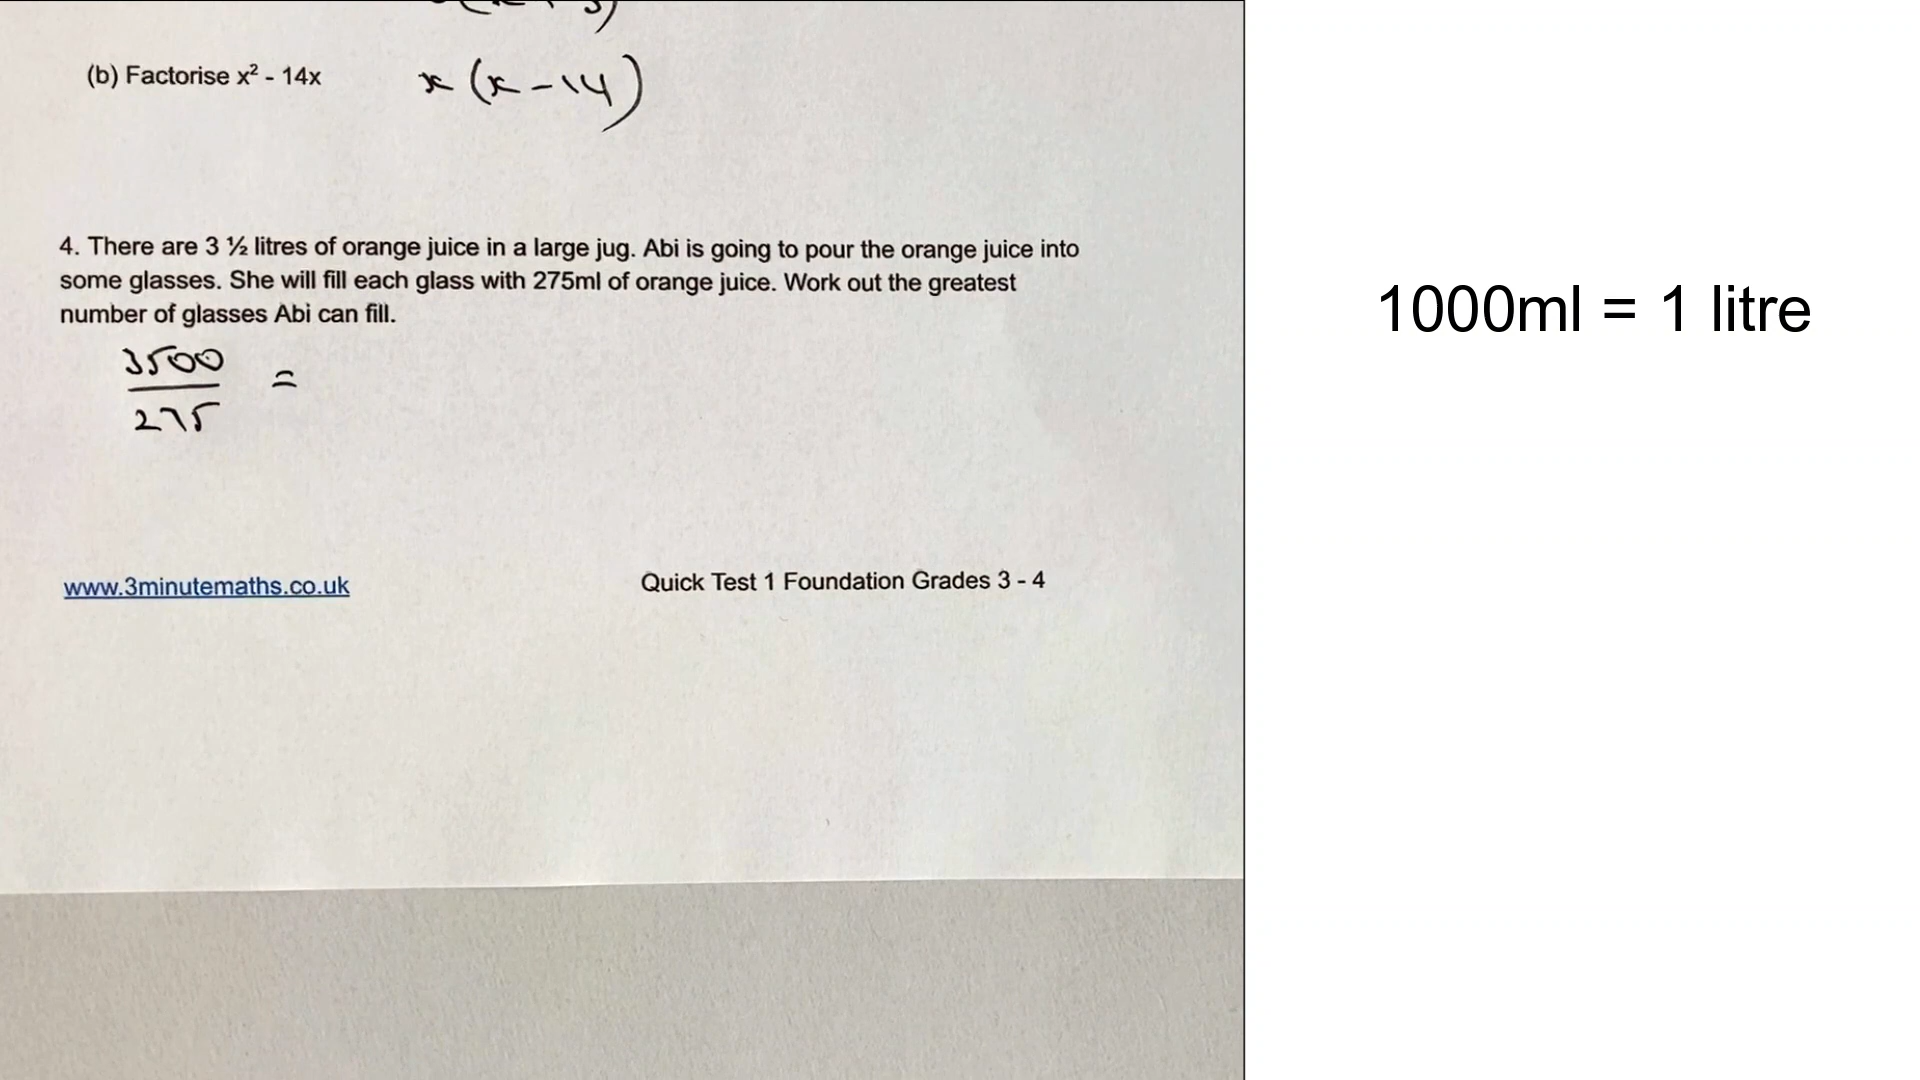 (b) Factorise x² - 14x
x (x - 14)
4. There are 3 ½ litres of orange juice in a large jug. Abi is going to pour the orange juice into
some glasses. She will fill each glass with 275ml of orange juice. Work out the greatest
number of glasses Abi can fill.
3500
275
=
1000ml = 1 litre
www.3minutemaths.co.uk
Quick Test 1 Foundation Grades 3 - 4